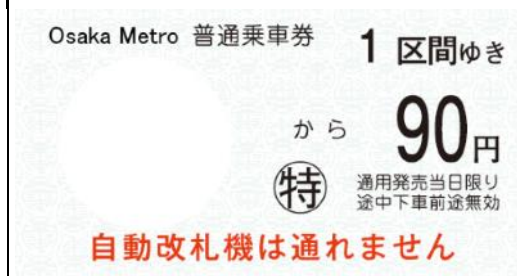 Osaka Metro 普通乗車券 1 区間ゆき
から 90円
特 通用発売当日限り
途中下車前途無効
自動改札機は通れません